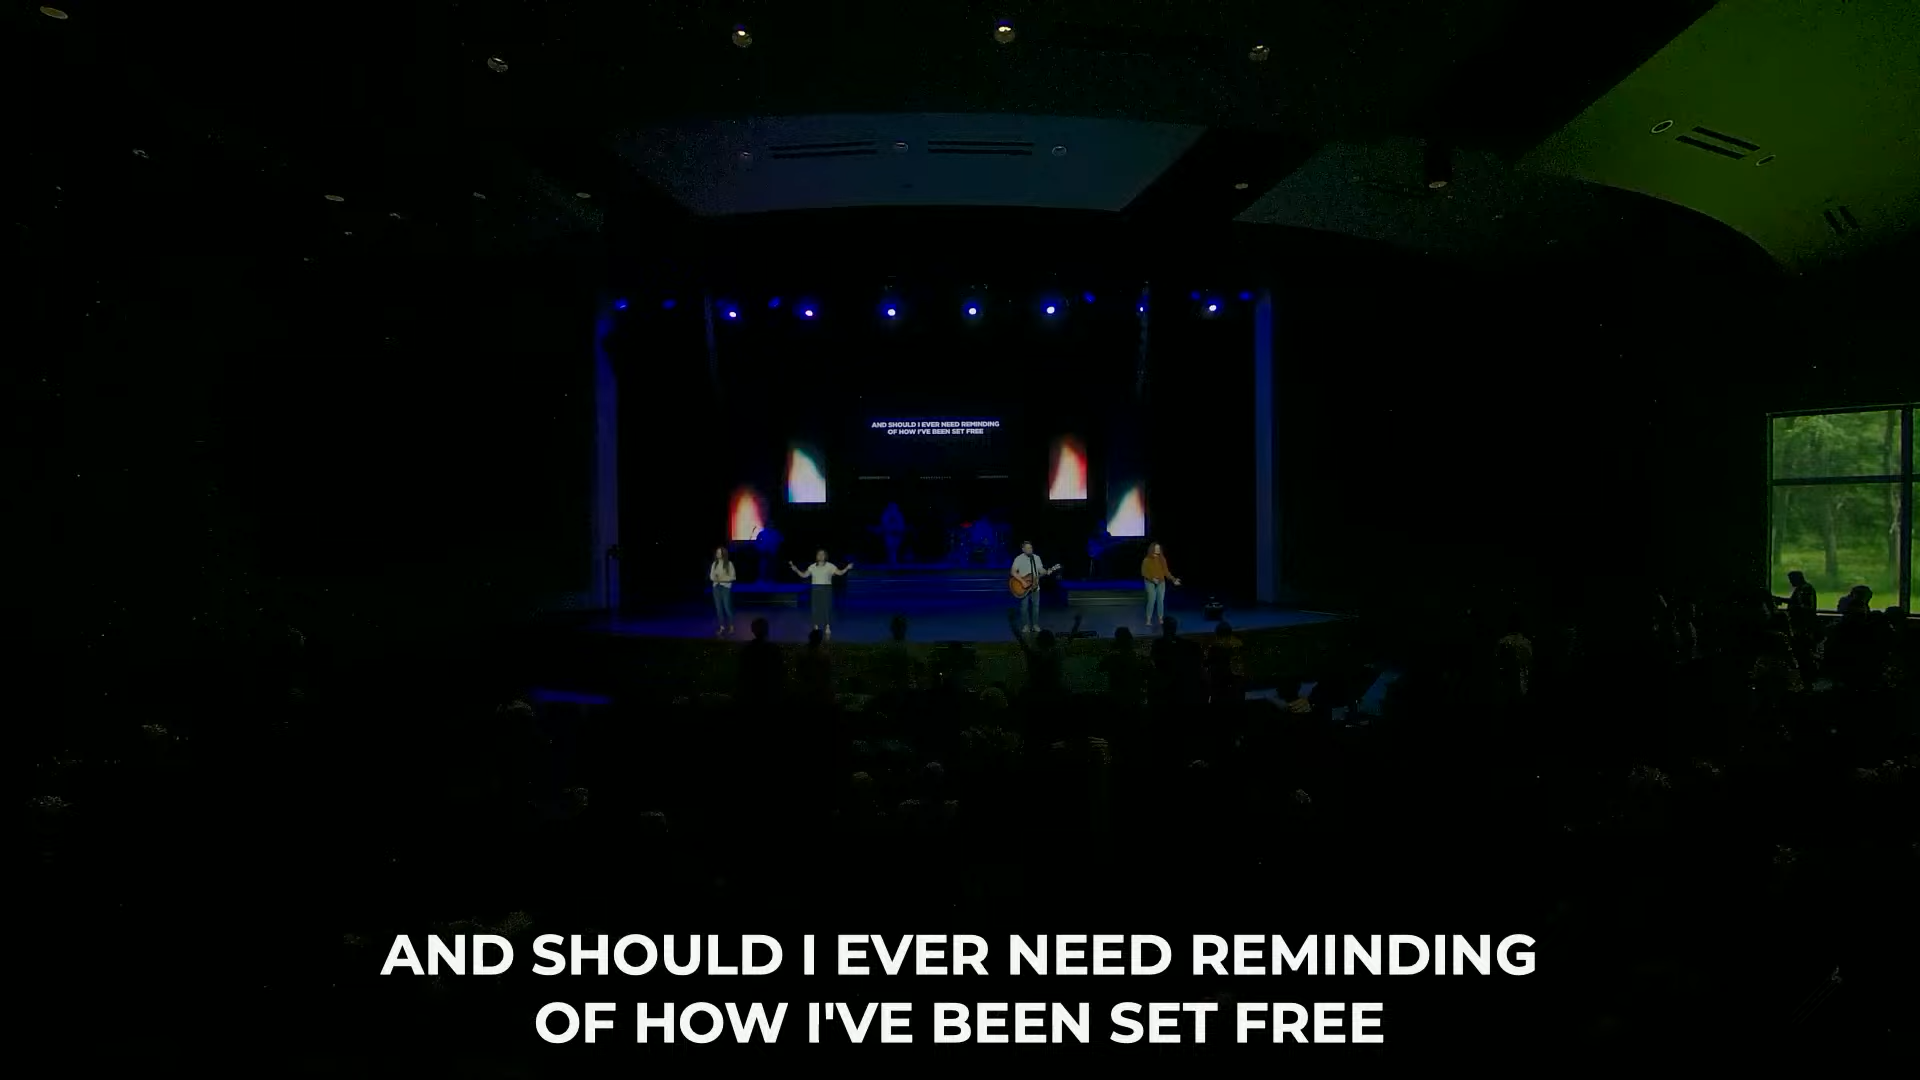 AND SHOULD I EVER NEED REMINDING
OF HOW I'VE BEEN SET FREE
AND SHOULD I EVER NEED REMINDING
OF HOW I'VE BEEN SET FREE